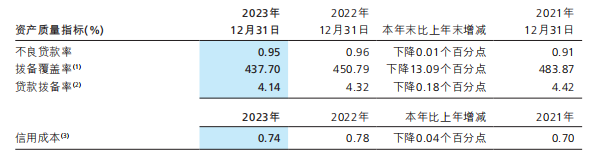 2023年 2022年 2021年
资产质量指标(%) 12月31日 12月31日 本年末比上年末增减 12月31日
不良贷款率 0.95 0.96 下降0.01个百分点 0.91
拨备覆盖率(1) 437.70 450.79 下降13.09个百分点 483.87
贷款拨备率(2) 4.14 4.32 下降0.18个百分点 4.42
2023年 2022年 本年比上年增减 2021年
信用成本(3) 0.74 0.78 下降0.04个百分点 0.70